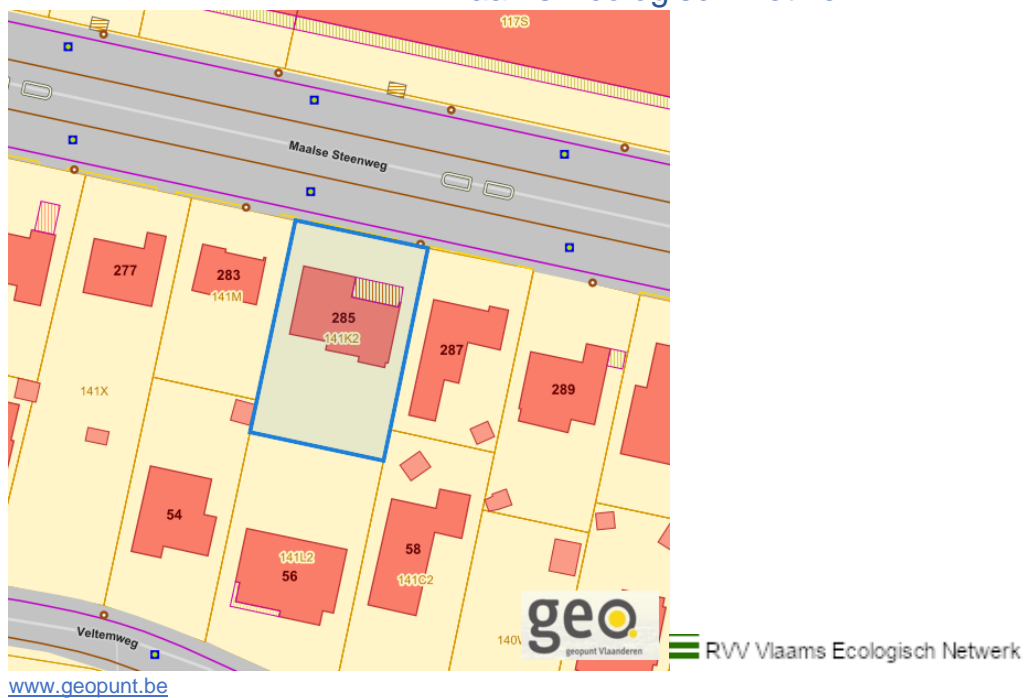 117S
Maalse Steenweg
277
283
141M
285
141K2
287
289
141X
54
141L2
56
58
141C2
140
Veltemweg
geo
geopunt Vlaanderen
RVV Vlaams Ecologisch Netwerk
www.geopunt.be